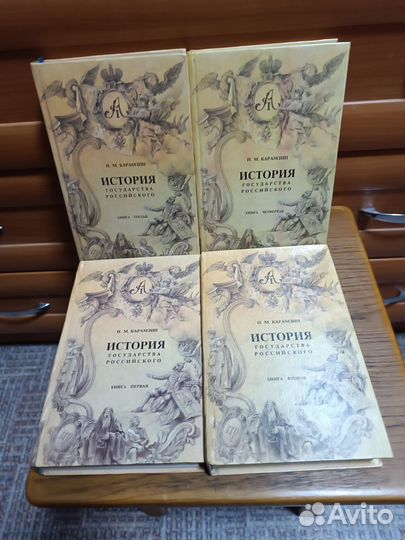 Н. М. КАРАМЗИН
ИСТОРИЯ
ГОСУДАРСТВА
РОССИЙСКОГО
КНИГА ТРЕТЬЯ
Н. М. КАРАМЗИН
ИСТОРИЯ
ГОСУДАРСТВА
РОССИЙСКОГО
КНИГА ЧЕТВЕРТАЯ
Н. М. КАРАМЗИН
ИСТОРИЯ
ГОСУДАРСТВА
РОССИЙСКОГО
КНИГА ПЕРВАЯ
Н. М. КАРАМЗИН
ИСТОРИЯ
ГОСУДАРСТВА
РОССИЙСКОГО
КНИГА ВТОРАЯ
Avito